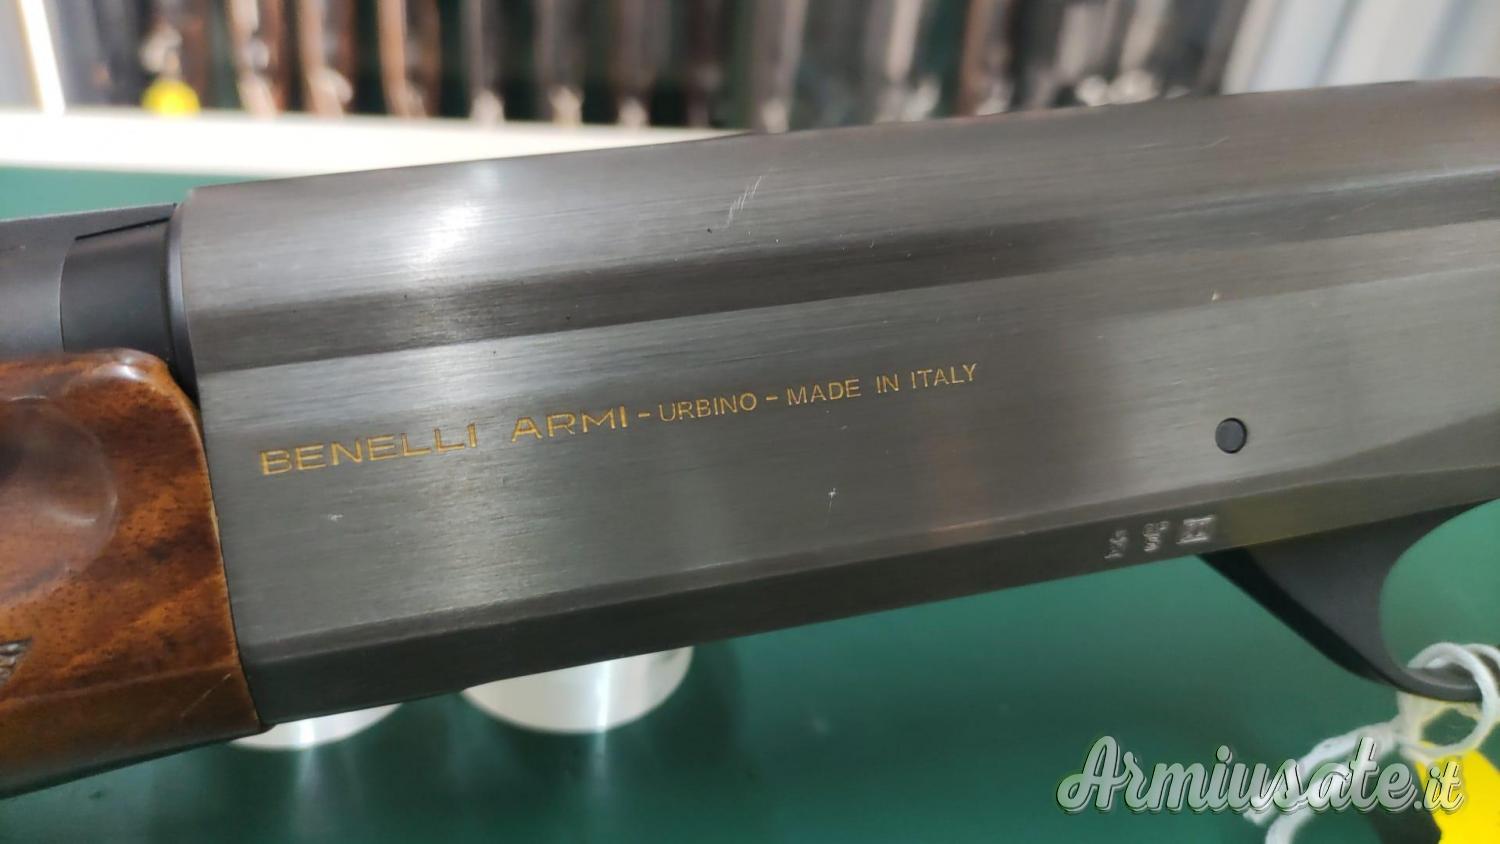 BENELLI ARMI - URBINO - MADE IN ITALY
Armiusate.it